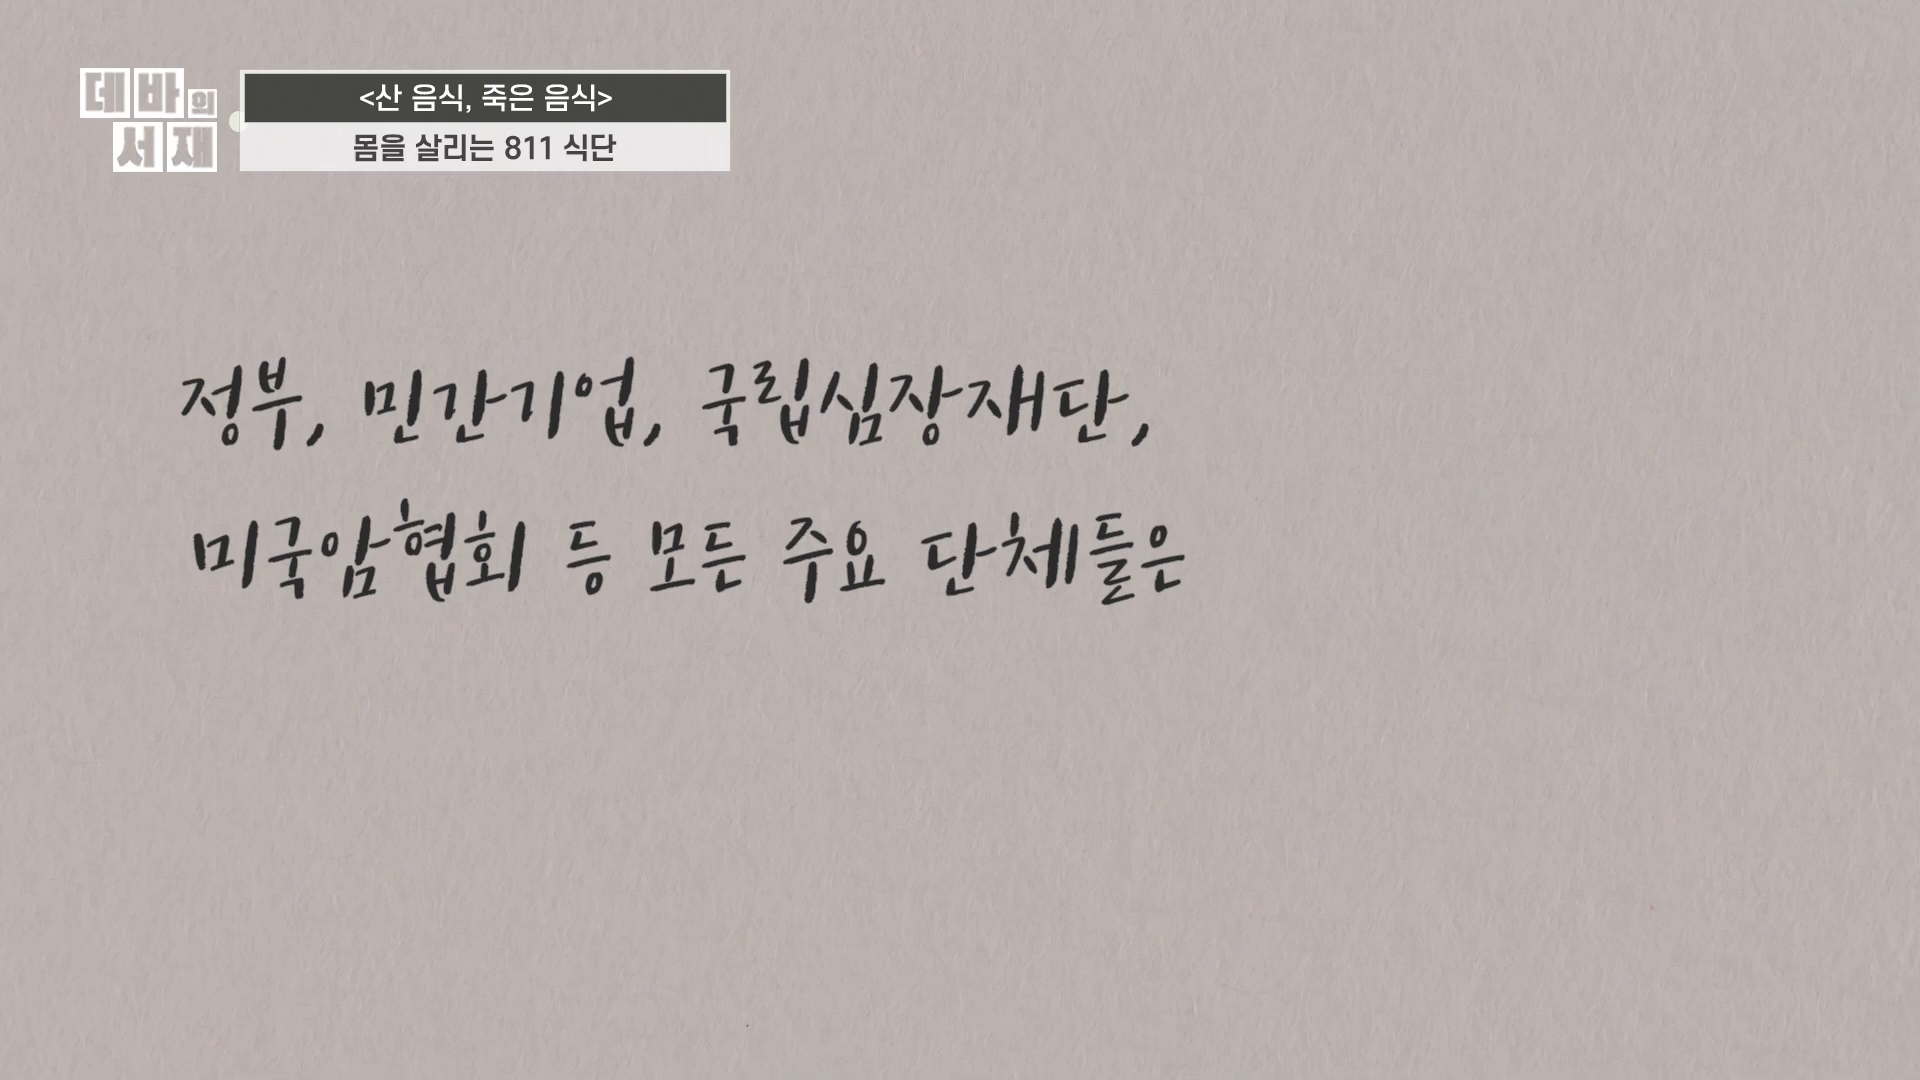 데바의
서재
<산 음식, 죽은 음식>
몸을 살리는 811 식단
정부, 민간기업, 국립심장재단,
미국암협회 등 모든 주요 단체들은